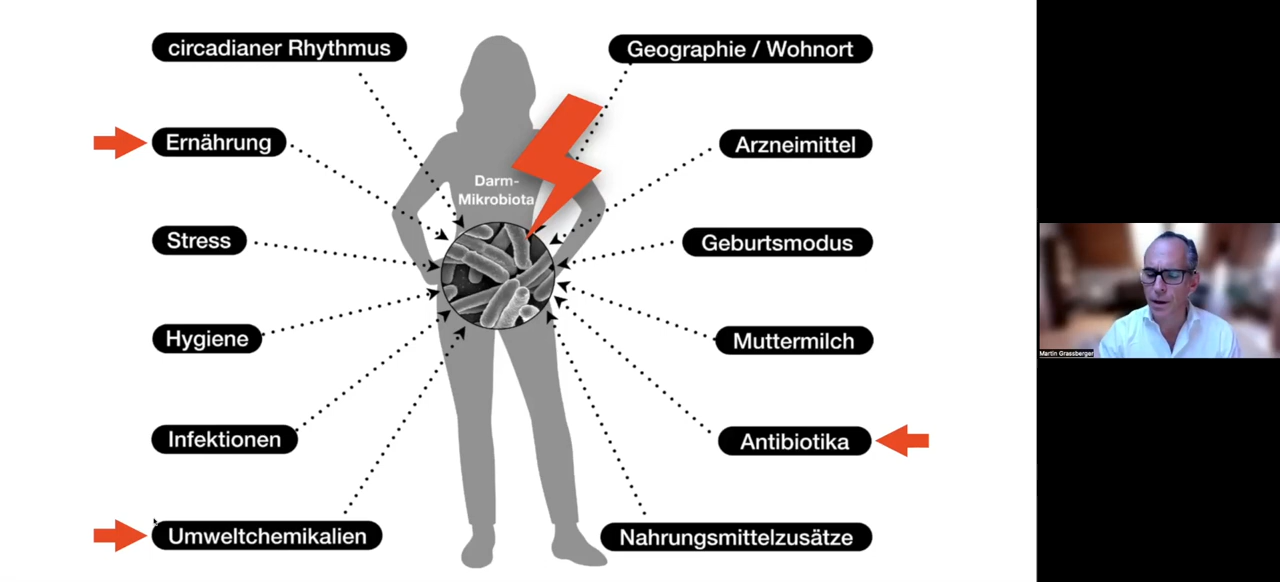 circadianer Rhythmus
Geographie / Wohnort
Ernährung
Arzneimittel
Darm-
Mikrobiota
Stress
Geburtsmodus
Hygiene
Muttermilch
Martin Grassberger
Infektionen
Antibiotika
Umweltchemikalien
Nahrungsmittelzusätze